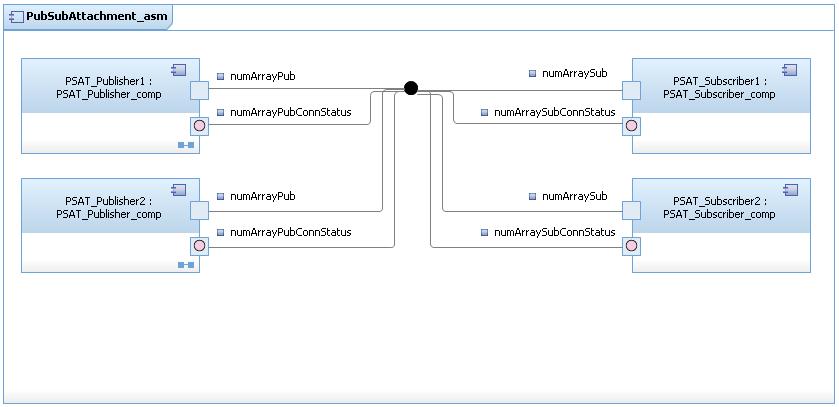 PubSubAttachment_asm
PSAT_Publisher1 :
PSAT_Publisher_comp
numArrayPub
numArrayPubConnStatus
numArraySub
numArraySubConnStatus
PSAT_Subscriber1 :
PSAT_Subscriber_comp
PSAT_Publisher2 :
PSAT_Publisher_comp
numArrayPub
numArrayPubConnStatus
numArraySub
numArraySubConnStatus
PSAT_Subscriber2 :
PSAT_Subscriber_comp